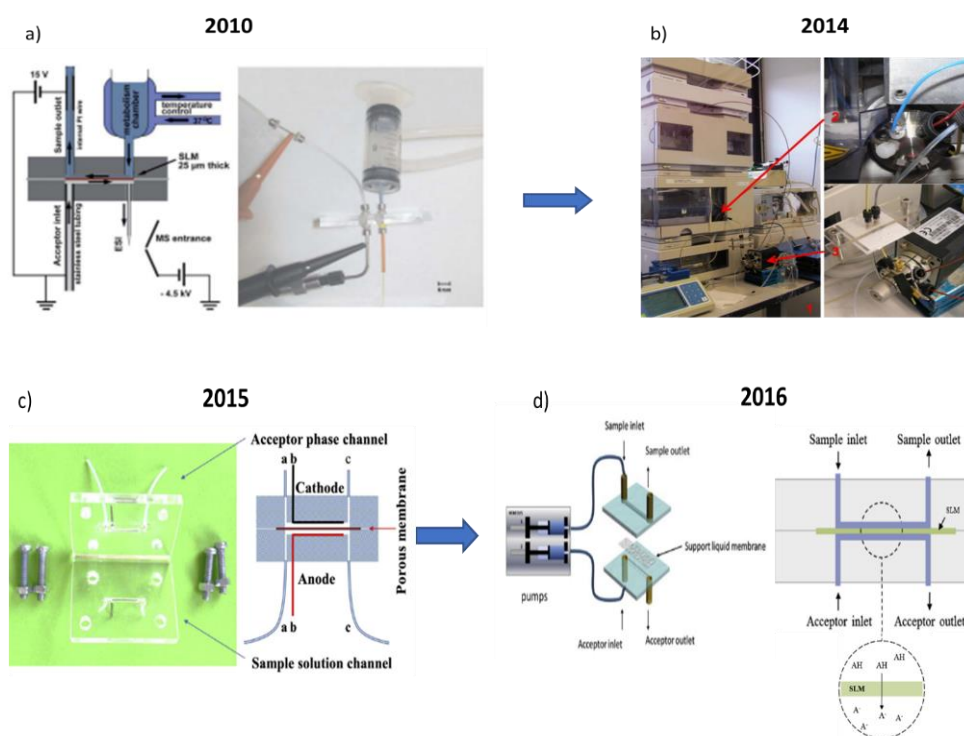 2010
2014
a)
b)
15 V
Sample outlet
internal Pt wire
metabolism
chamber
temperature
control
37°C
SLM
25 µm thick
Acceptor inlet
stainless steel tubing
ESI
MS entrance
- 4.5 kV
2
3
1
2015
2016
c)
d)
Acceptor phase channel
a b c
Cathode
Porous membrane
Anode
a b c
Sample solution channel
Sample inlet
Sample outlet
Support liquid membrane
pumps
Acceptor inlet
Acceptor outlet
Sample inlet Sample outlet
SLM
Acceptor inlet Acceptor outlet
AH AH AH
SLM
A- A- A-
A-